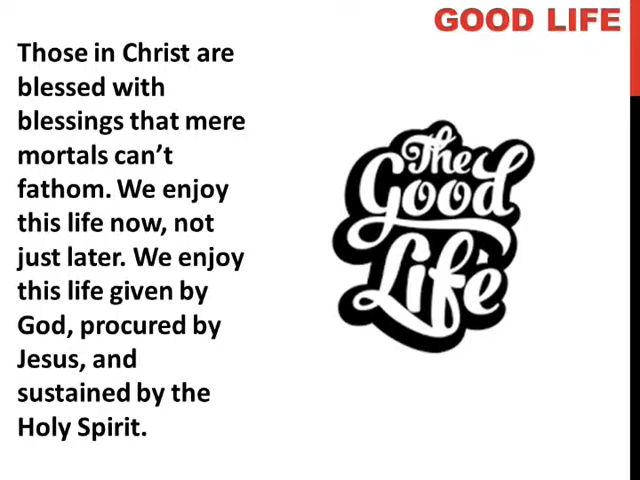 GOOD LIFE
Those in Christ are
blessed with
blessings that mere
mortals can’t
fathom. We enjoy
this life now, not
just later. We enjoy
this life given by
God, procured by
Jesus, and
sustained by the
Holy Spirit.
The
Good
Life